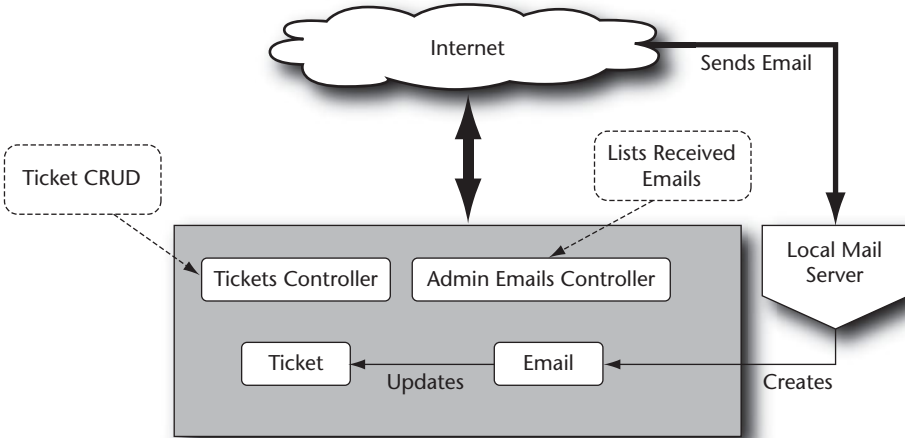 Internet
Sends Email
Ticket CRUD
Lists Received
Emails
Local Mail
Server
Tickets Controller
Admin Emails Controller
Ticket
Updates
Email
Creates